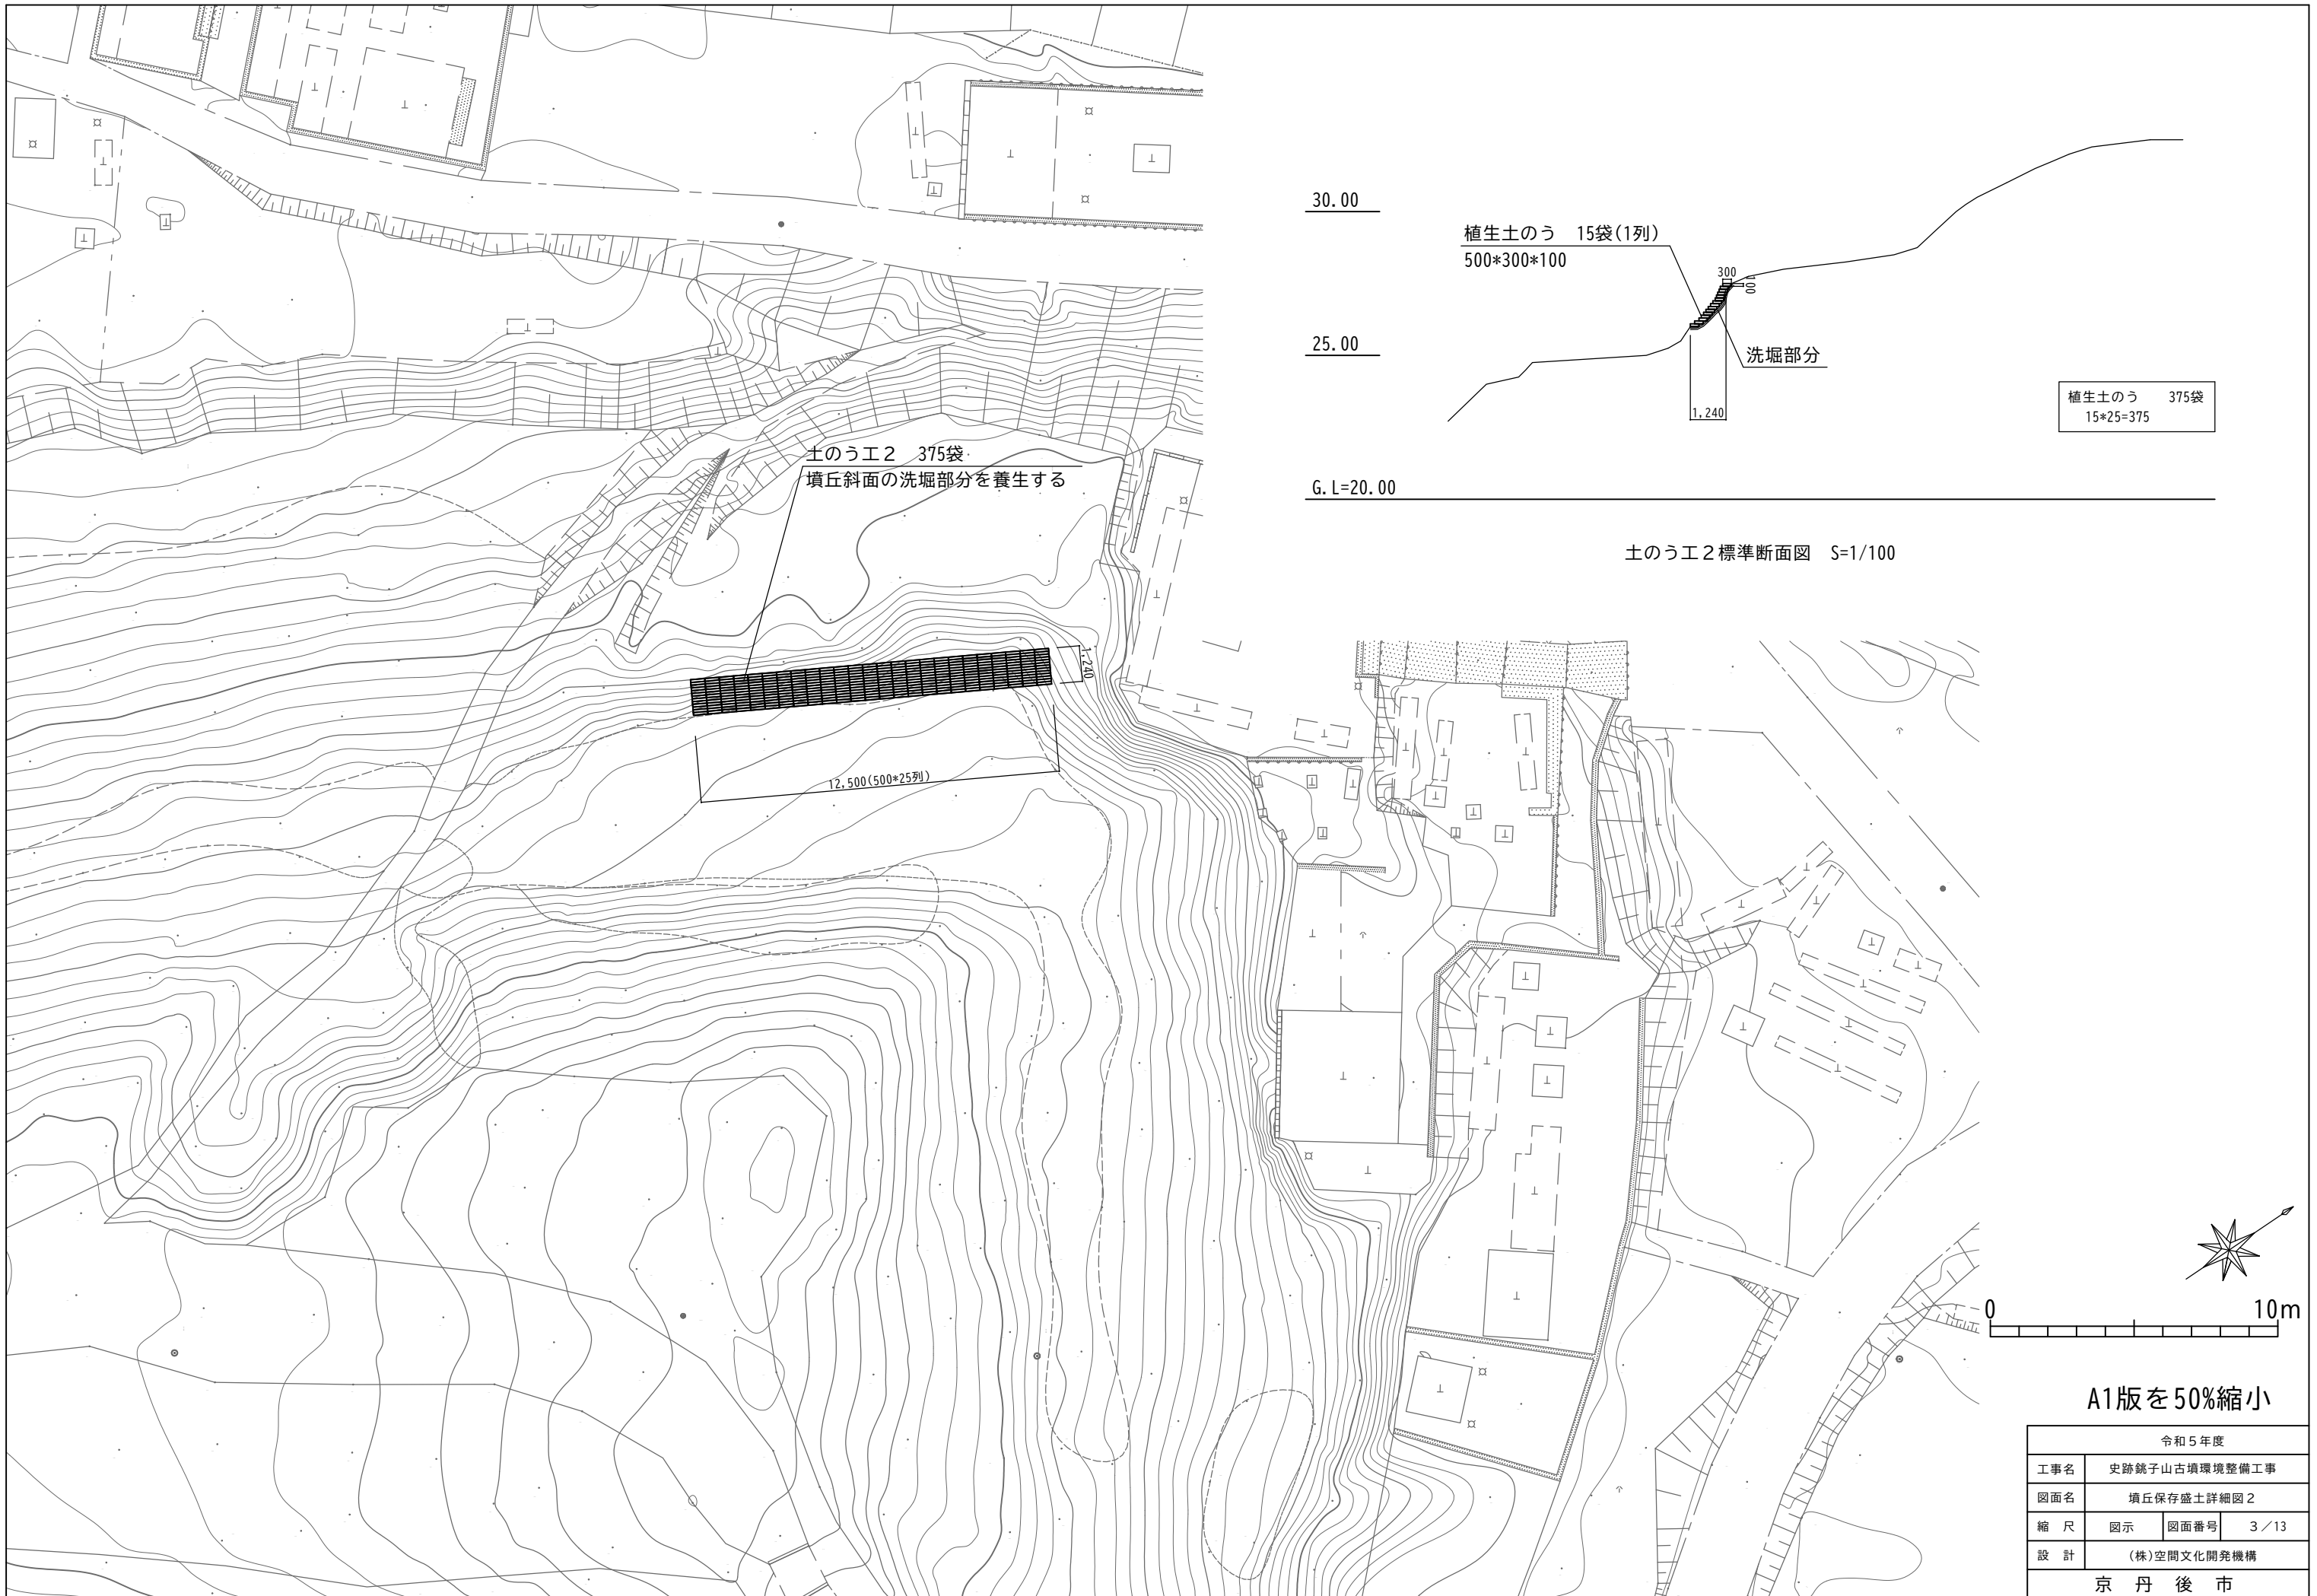 30.00
植生土のう　15袋(1列)
500*300*100
300
100
25.00
洗堀部分
1,240
植生土のう　375袋
15*25=375
G.L=20.00
土のう工２標準断面図　S=1/100
土のう工２　375袋
墳丘斜面の洗堀部分を養生する
1,240
12,500(500*25列)
0　10m
A1版を50%縮小
令和５年度
工事名　史跡銚子山古墳環境整備工事
図面名　墳丘保存盛土詳細図２
縮　尺　図示　図面番号　３／13
設　計　(株)空間文化開発機構
京　丹　後　市